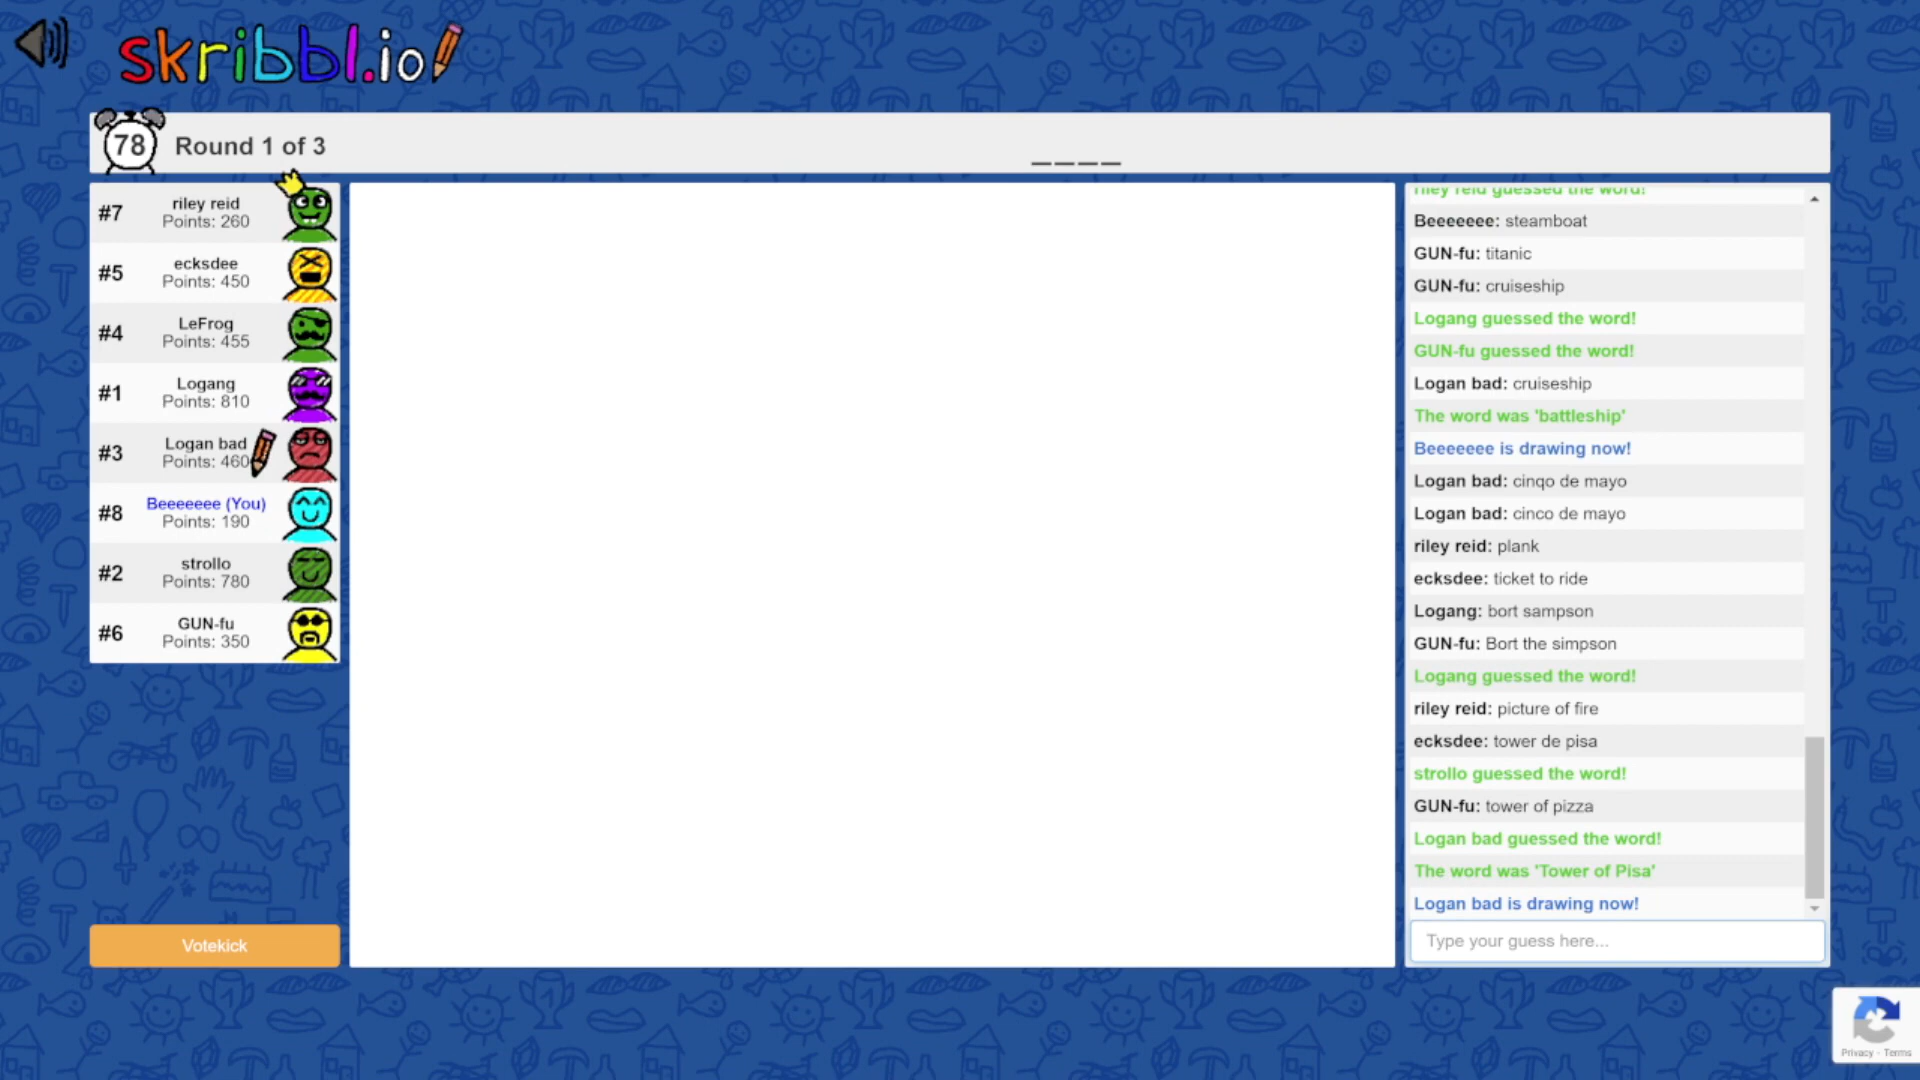 skribbl.io
78
Round 1 of 3
_ _ _ _
#7
riley reid
Points: 260
#5
ecksdee
Points: 450
#4
LeFrog
Points: 455
#1
Logang
Points: 810
#3
Logan bad
Points: 460
#8
Beeeeeee (You)
Points: 190
#2
strollo
Points: 780
#6
GUN-fu
Points: 350
Votekick
riley reid guessed the word!
Beeeeeee: steamboat
GUN-fu: titanic
GUN-fu: cruiseship
Logang guessed the word!
GUN-fu guessed the word!
Logan bad: cruiseship
The word was 'battleship'
Beeeeeee is drawing now!
Logan bad: cinqo de mayo
Logan bad: cinco de mayo
riley reid: plank
ecksdee: ticket to ride
Logang: bort sampson
GUN-fu: Bort the simpson
Logang guessed the word!
riley reid: picture of fire
ecksdee: tower de pisa
strollo guessed the word!
GUN-fu: tower of pizza
Logan bad guessed the word!
The word was 'Tower of Pisa'
Logan bad is drawing now!
Type your guess here...
Privacy - Terms